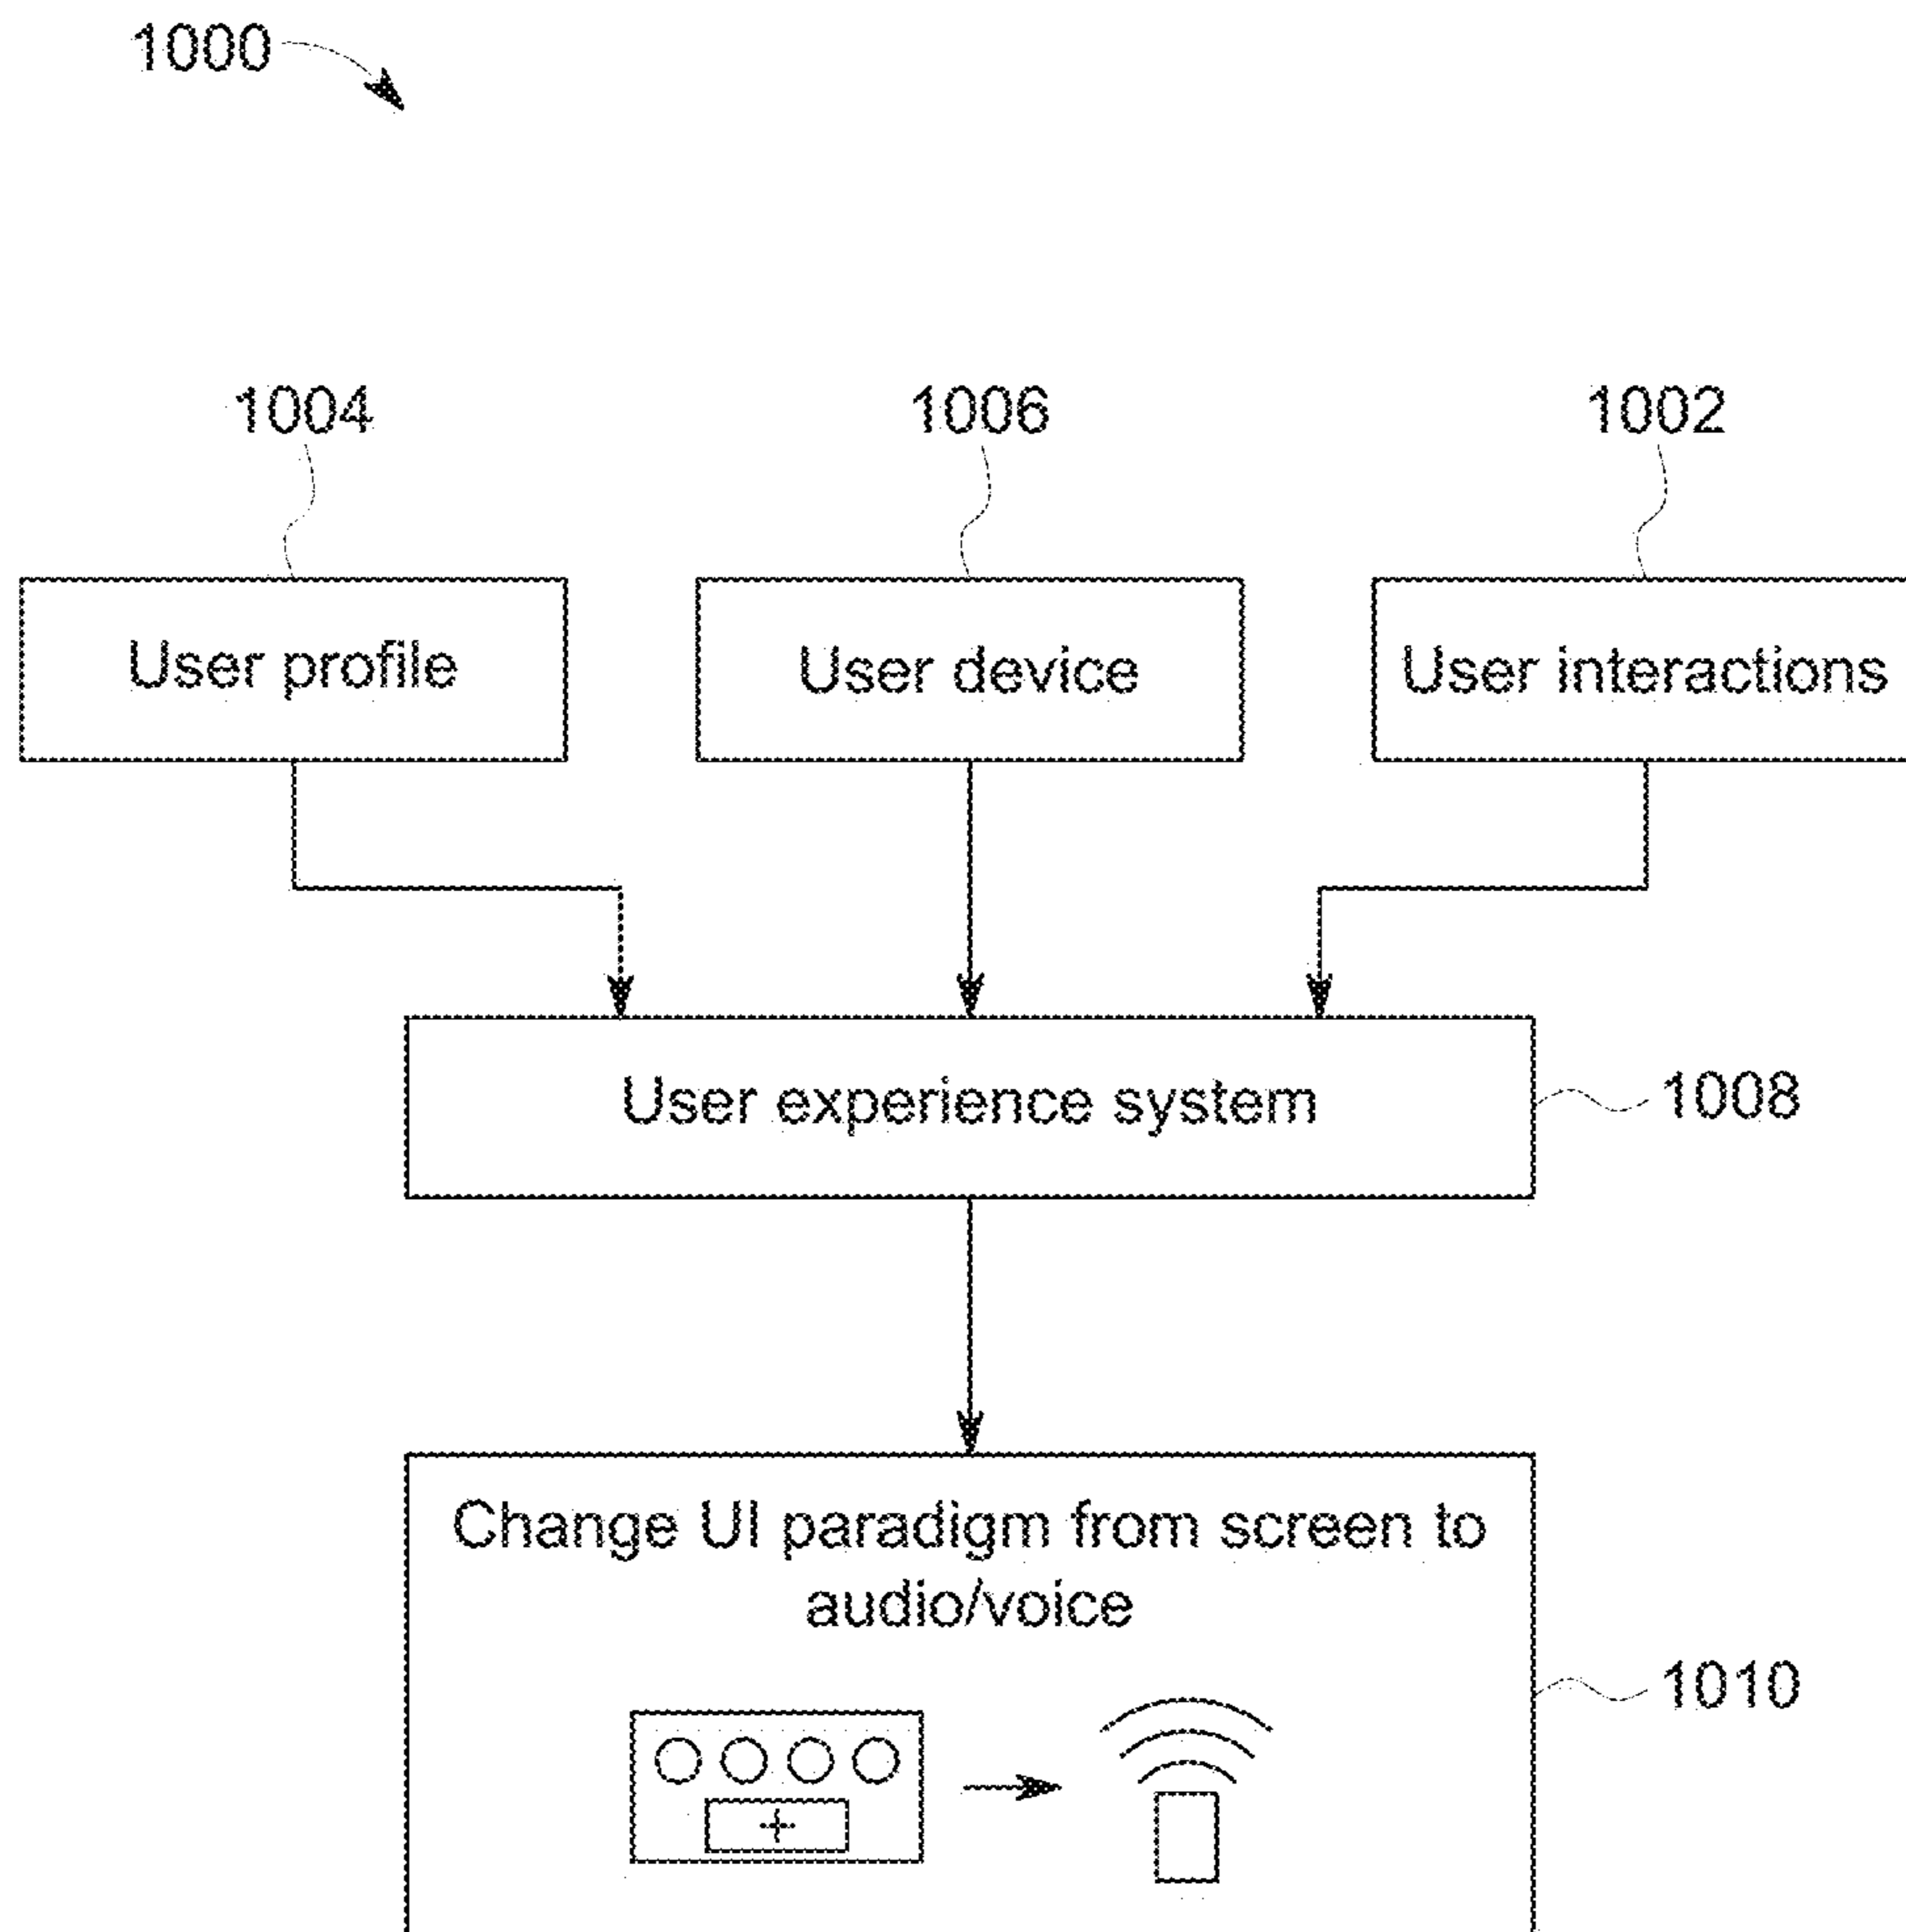 1000
1004
1006
1002
User profile
User device
User interactions
User experience system
1008
Change UI paradigm from screen to
audio/voice
1010
+